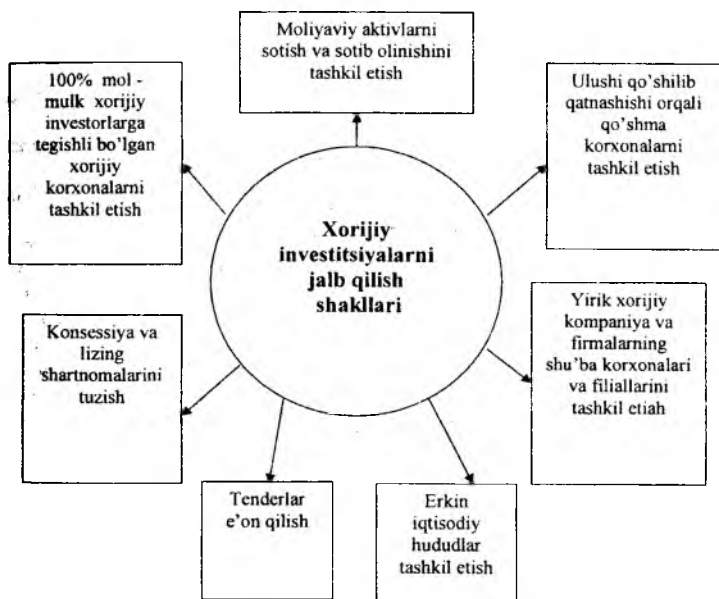 Moliyaviy aktivlarni
sotish va sotib olinishini
tashkil etish
100% mol -
mulk xorijiy
investorlarga
tegishli bo'lgan
xorijiy
korxonalarni
tashkil etish
Ulushi qo'shilib
qatnashishi orqali
qo'shma
korxonalarni
tashkil etish
Xorijiy
investitsiyalarni
jalb qilish
shakllari
Konsessiya va
lizing
shartnomalarini
tuzish
Yirik xorijiy
kompaniya va
firmalarning
shu'ba korxonalari
va filiallarini
tashkil etiah
Tenderlar
e'on qilish
Erkin
iqtisodiy
hududlar
tashkil etish